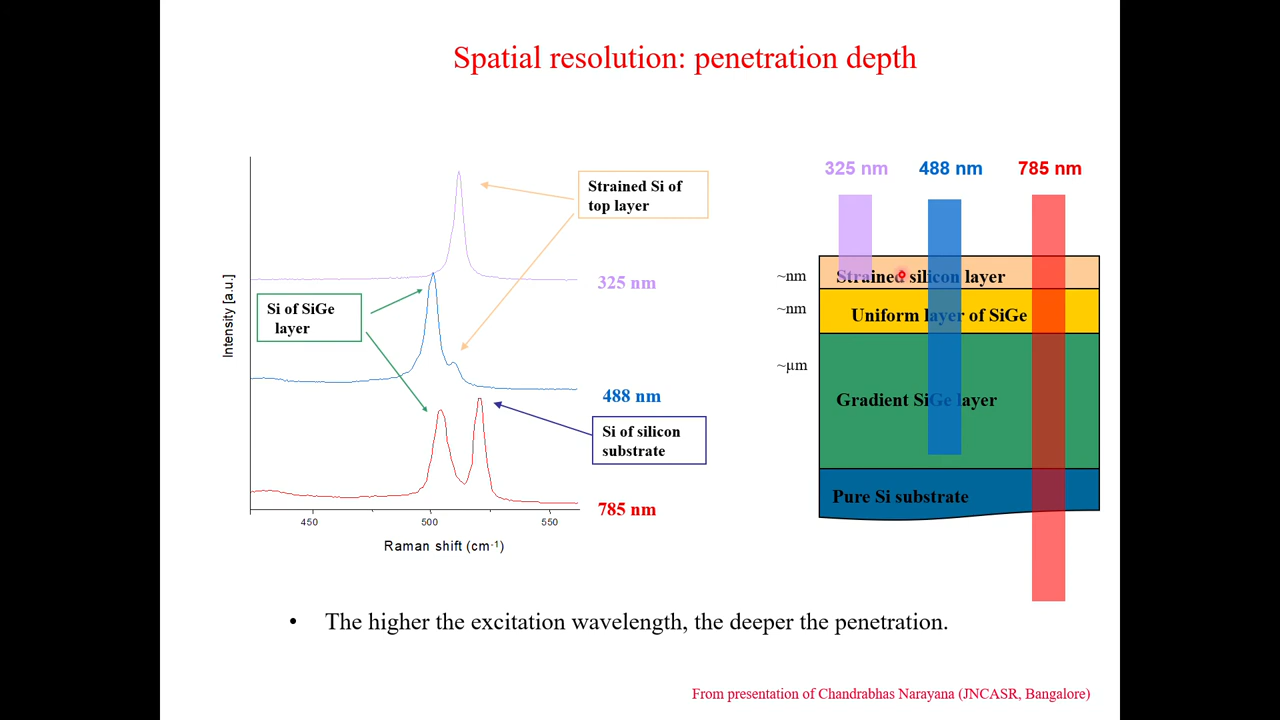 Spatial resolution: penetration depth
Intensity [a.u.]
Strained Si of
top layer
325 nm
Si of SiGe
layer
488 nm
Si of silicon
substrate
785 nm
450
500
550
Raman shift (cm-1)
325 nm
488 nm
785 nm
~nm
Strained silicon layer
~nm
Uniform layer of SiGe
~μm
Gradient SiGe layer
Pure Si substrate
• The higher the excitation wavelength, the deeper the penetration.
From presentation of Chandrabhas Narayana (JNCASR, Bangalore)